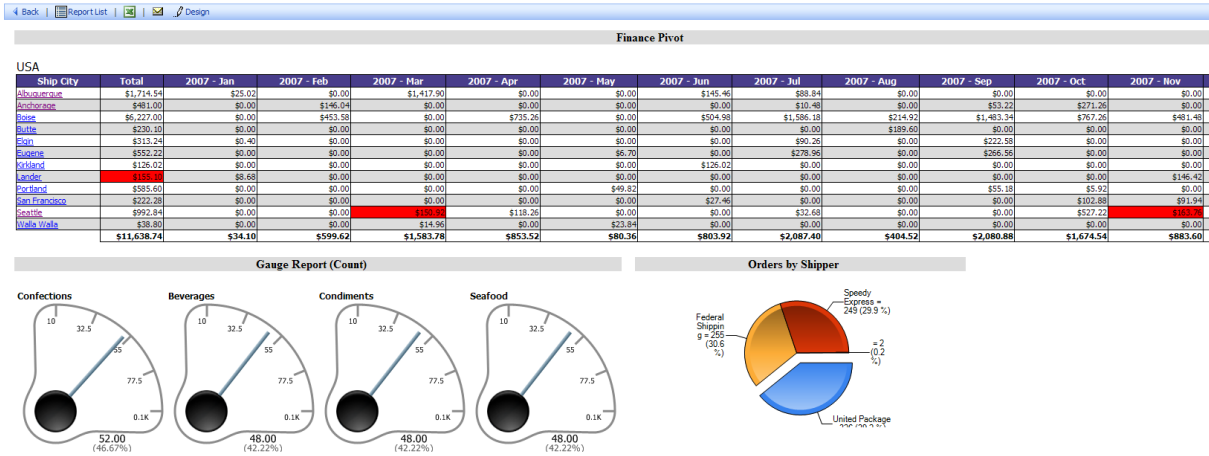 Back | Report List | | Design
Finance Pivot
USA
Ship City Total 2007 - Jan 2007 - Feb 2007 - Mar 2007 - Apr 2007 - May 2007 - Jun 2007 - Jul 2007 - Aug 2007 - Sep 2007 - Oct 2007 - Nov
Albuquerque $1,714.54 $25.02 $0.00 $1,417.90 $0.00 $0.00 $145.46 $88.84 $0.00 $0.00 $0.00 $0.00
Anchorage $481.00 $0.00 $146.04 $0.00 $0.00 $0.00 $0.00 $10.48 $0.00 $53.22 $271.26 $0.00
Boise $6,227.00 $0.00 $453.58 $0.00 $735.26 $0.00 $504.98 $1,586.18 $214.92 $1,483.34 $767.26 $481.48
Butte $230.10 $0.00 $0.00 $0.00 $0.00 $0.00 $0.00 $0.00 $189.60 $0.00 $0.00 $0.00
Elgin $313.24 $0.40 $0.00 $0.00 $0.00 $0.00 $0.00 $90.26 $0.00 $222.58 $0.00 $0.00
Eugene $552.22 $0.00 $0.00 $0.00 $0.00 $6.70 $0.00 $278.96 $0.00 $266.56 $0.00 $0.00
Kirkland $126.02 $0.00 $0.00 $0.00 $0.00 $0.00 $126.02 $0.00 $0.00 $0.00 $0.00 $0.00
Lander $155.10 $8.68 $0.00 $0.00 $0.00 $0.00 $0.00 $0.00 $0.00 $0.00 $0.00 $146.42
Portland $585.60 $0.00 $0.00 $0.00 $0.00 $49.82 $0.00 $0.00 $0.00 $55.18 $5.92 $0.00
San Francisco $222.28 $0.00 $0.00 $0.00 $0.00 $0.00 $27.46 $0.00 $0.00 $0.00 $102.88 $91.94
Seattle $992.84 $0.00 $0.00 $150.92 $118.26 $0.00 $0.00 $32.68 $0.00 $0.00 $527.22 $163.76
Walla Walla $38.80 $0.00 $0.00 $14.96 $0.00 $23.84 $0.00 $0.00 $0.00 $0.00 $0.00 $0.00
$11,638.74 $34.10 $599.62 $1,583.78 $853.52 $80.36 $803.92 $2,087.40 $404.52 $2,080.88 $1,674.54 $883.60
Gauge Report (Count)
Orders by Shipper
Confections Beverages Condiments Seafood
10 32.5 55 77.5 0.1K
10 32.5 55 77.5 0.1K
10 32.5 55 77.5 0.1K
10 32.5 55 77.5 0.1K
52.00 48.00 48.00 48.00
(46.67%) (42.22%) (42.22%) (42.22%)
Speedy
Express =
249 (29.9 %)
Federal
Shippin
g = 255
(30.6
%)
= 2
(0.2
%)
United Package